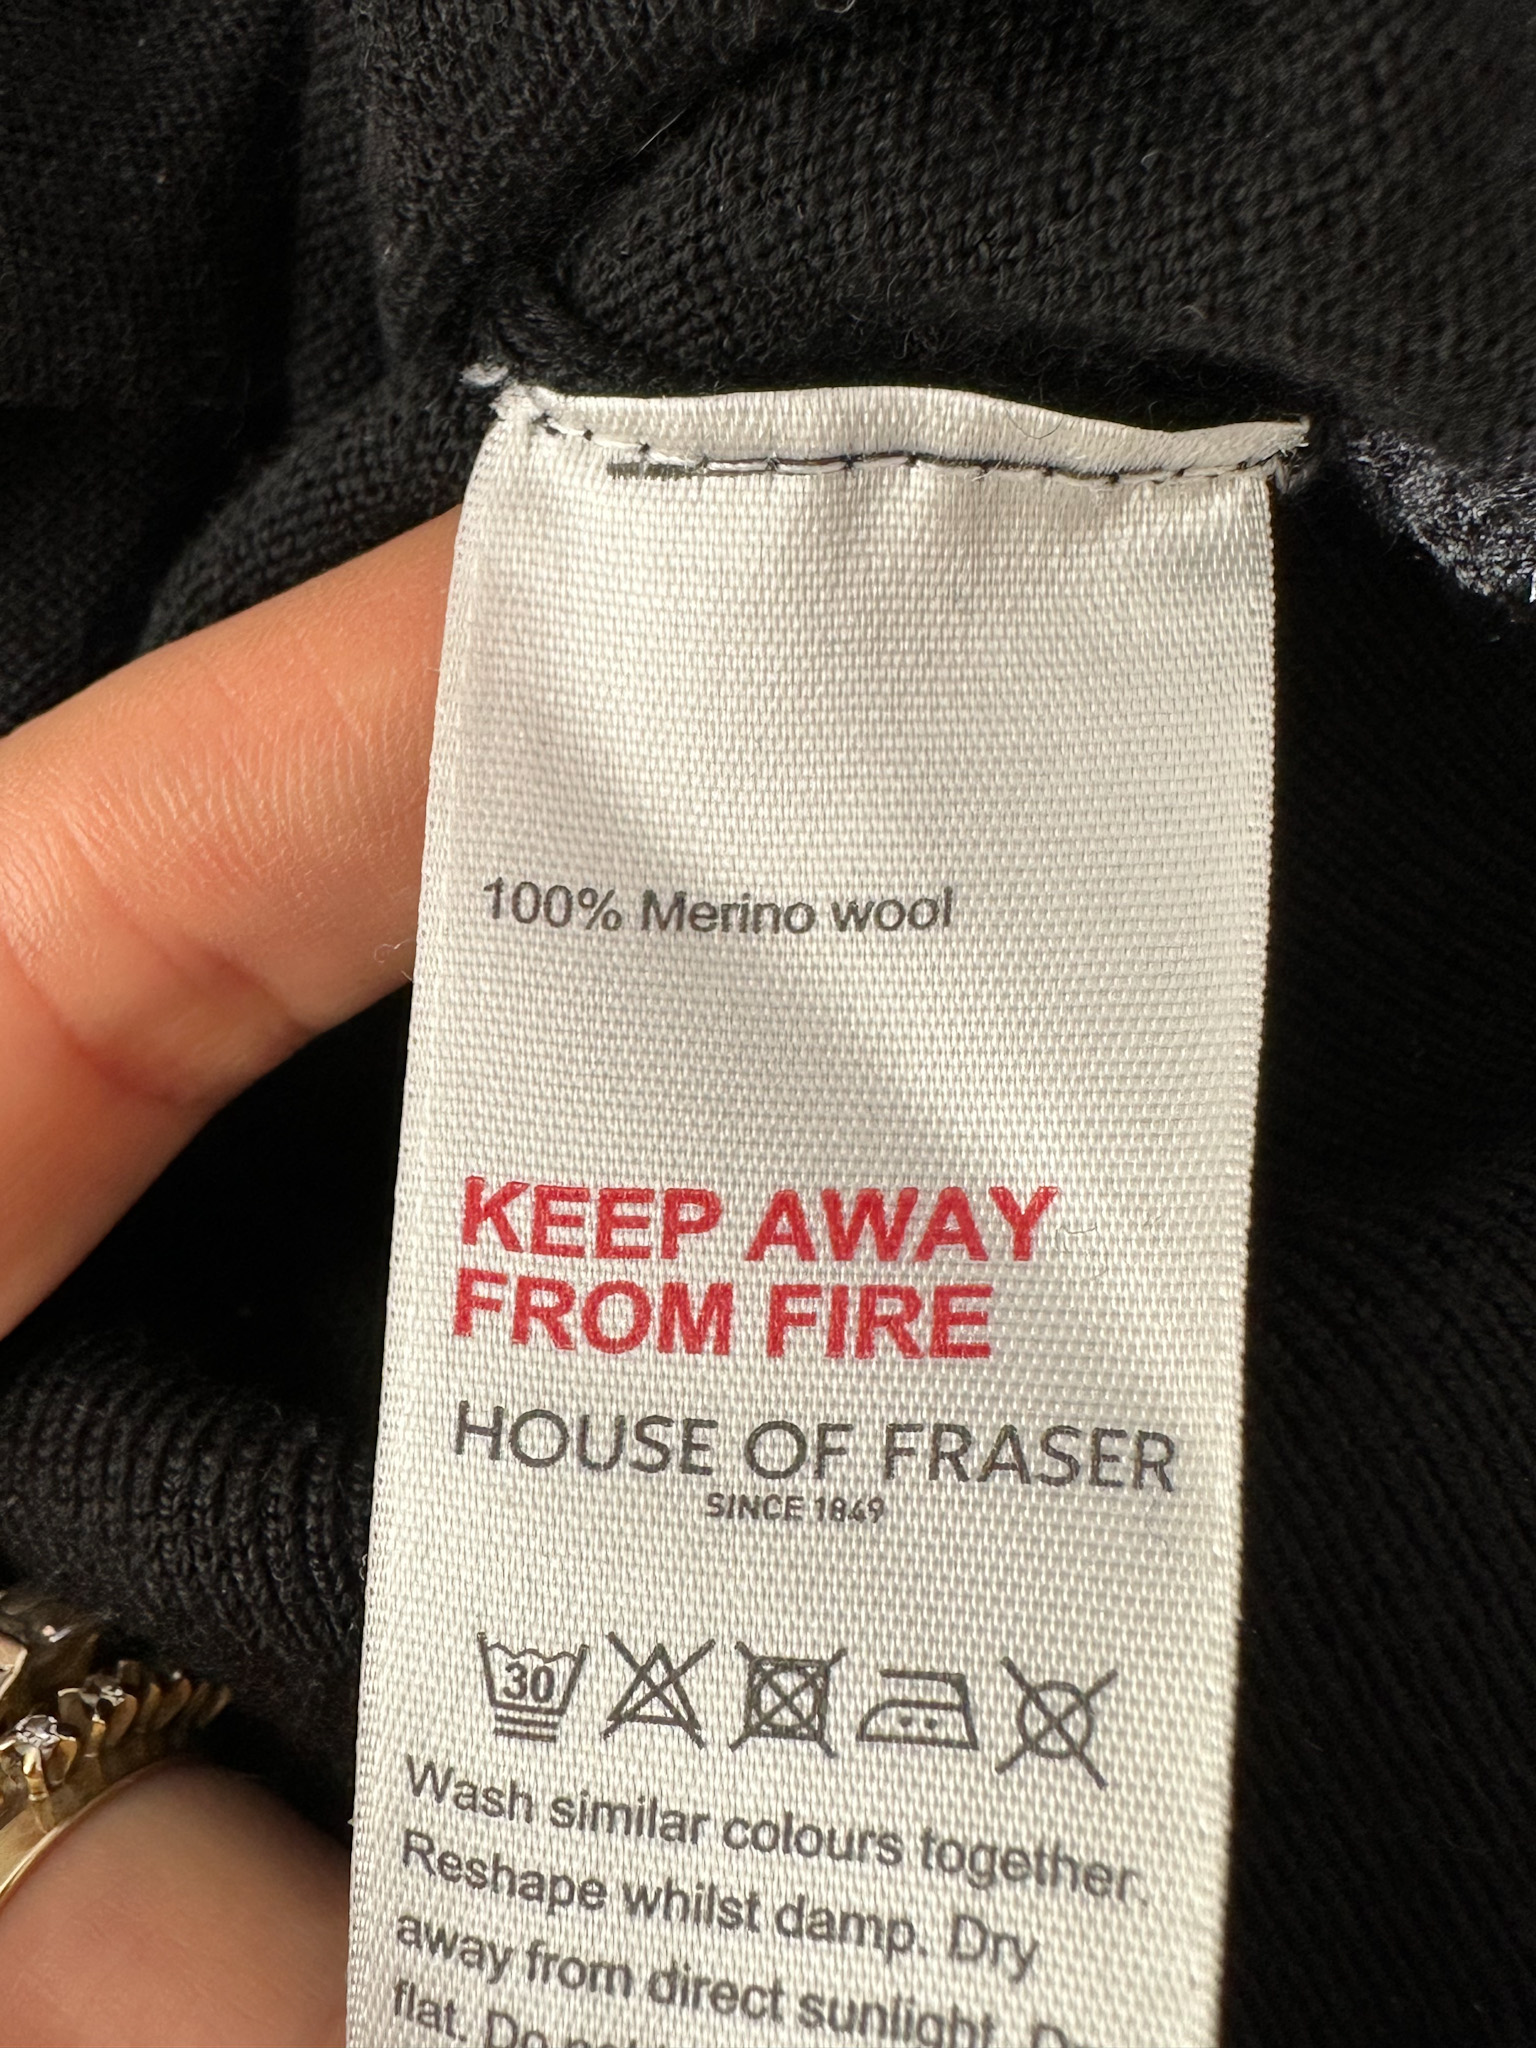 100% Merino wool
KEEP AWAY
FROM FIRE
HOUSE OF FRASER
SINCE 1849
30
Wash similar colours together.
Reshape whilst damp. Dry
away from direct sunlight.
flat. Do